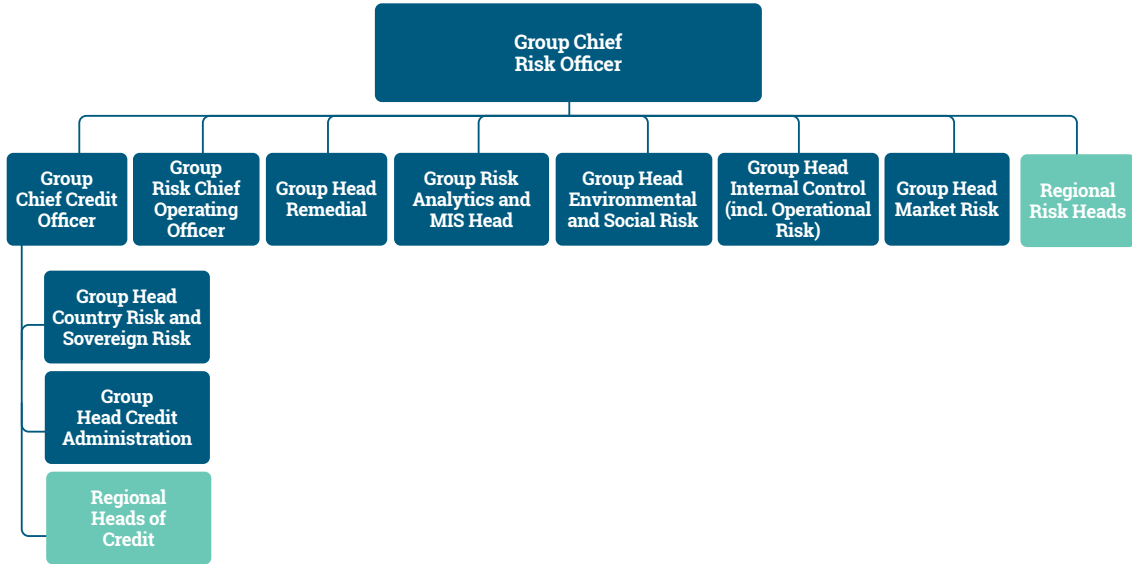 Group Chief
Risk Officer
Group
Chief Credit
Officer
Group
Risk Chief
Operating
Officer
Group Head
Remedial
Group Risk
Analytics and
MIS Head
Group Head
Environmental
and Social Risk
Group Head
Internal Control
(incl. Operational
Risk)
Group Head
Market Risk
Regional
Risk Heads
Group Head
Country Risk and
Sovereign Risk
Group
Head Credit
Administration
Regional
Heads of
Credit